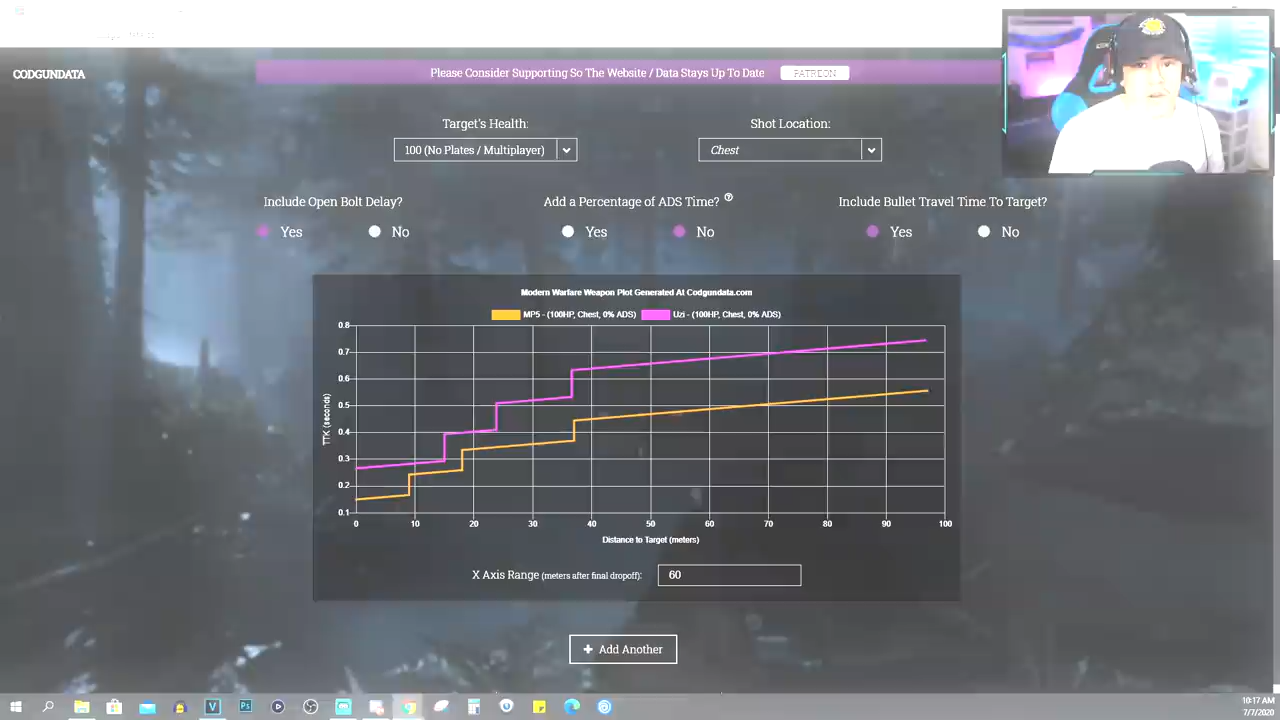 CODGUNDATA
Please Consider Supporting So The Website / Data Stays Up To Date PATREON
Target's Health: Shot Location:
100 (No Plates / Multiplayer) Chest
Include Open Bolt Delay? Add a Percentage of ADS Time? Include Bullet Travel Time To Target?
Yes No Yes No Yes No
Modern Warfare Weapon Plot Generated At Codgundata.com
MP5 - (100HP, Chest, 0% ADS) Uzi - (100HP, Chest, 0% ADS)
0.8
0.7
0.6
0.5
0.4
0.3
0.2
0.1
TTK (seconds)
0 10 20 30 40 50 60 70 80 90 100
Distance to Target (meters)
X Axis Range (meters after final dropoff): 60
+ Add Another
10:17 AM
7/7/2020